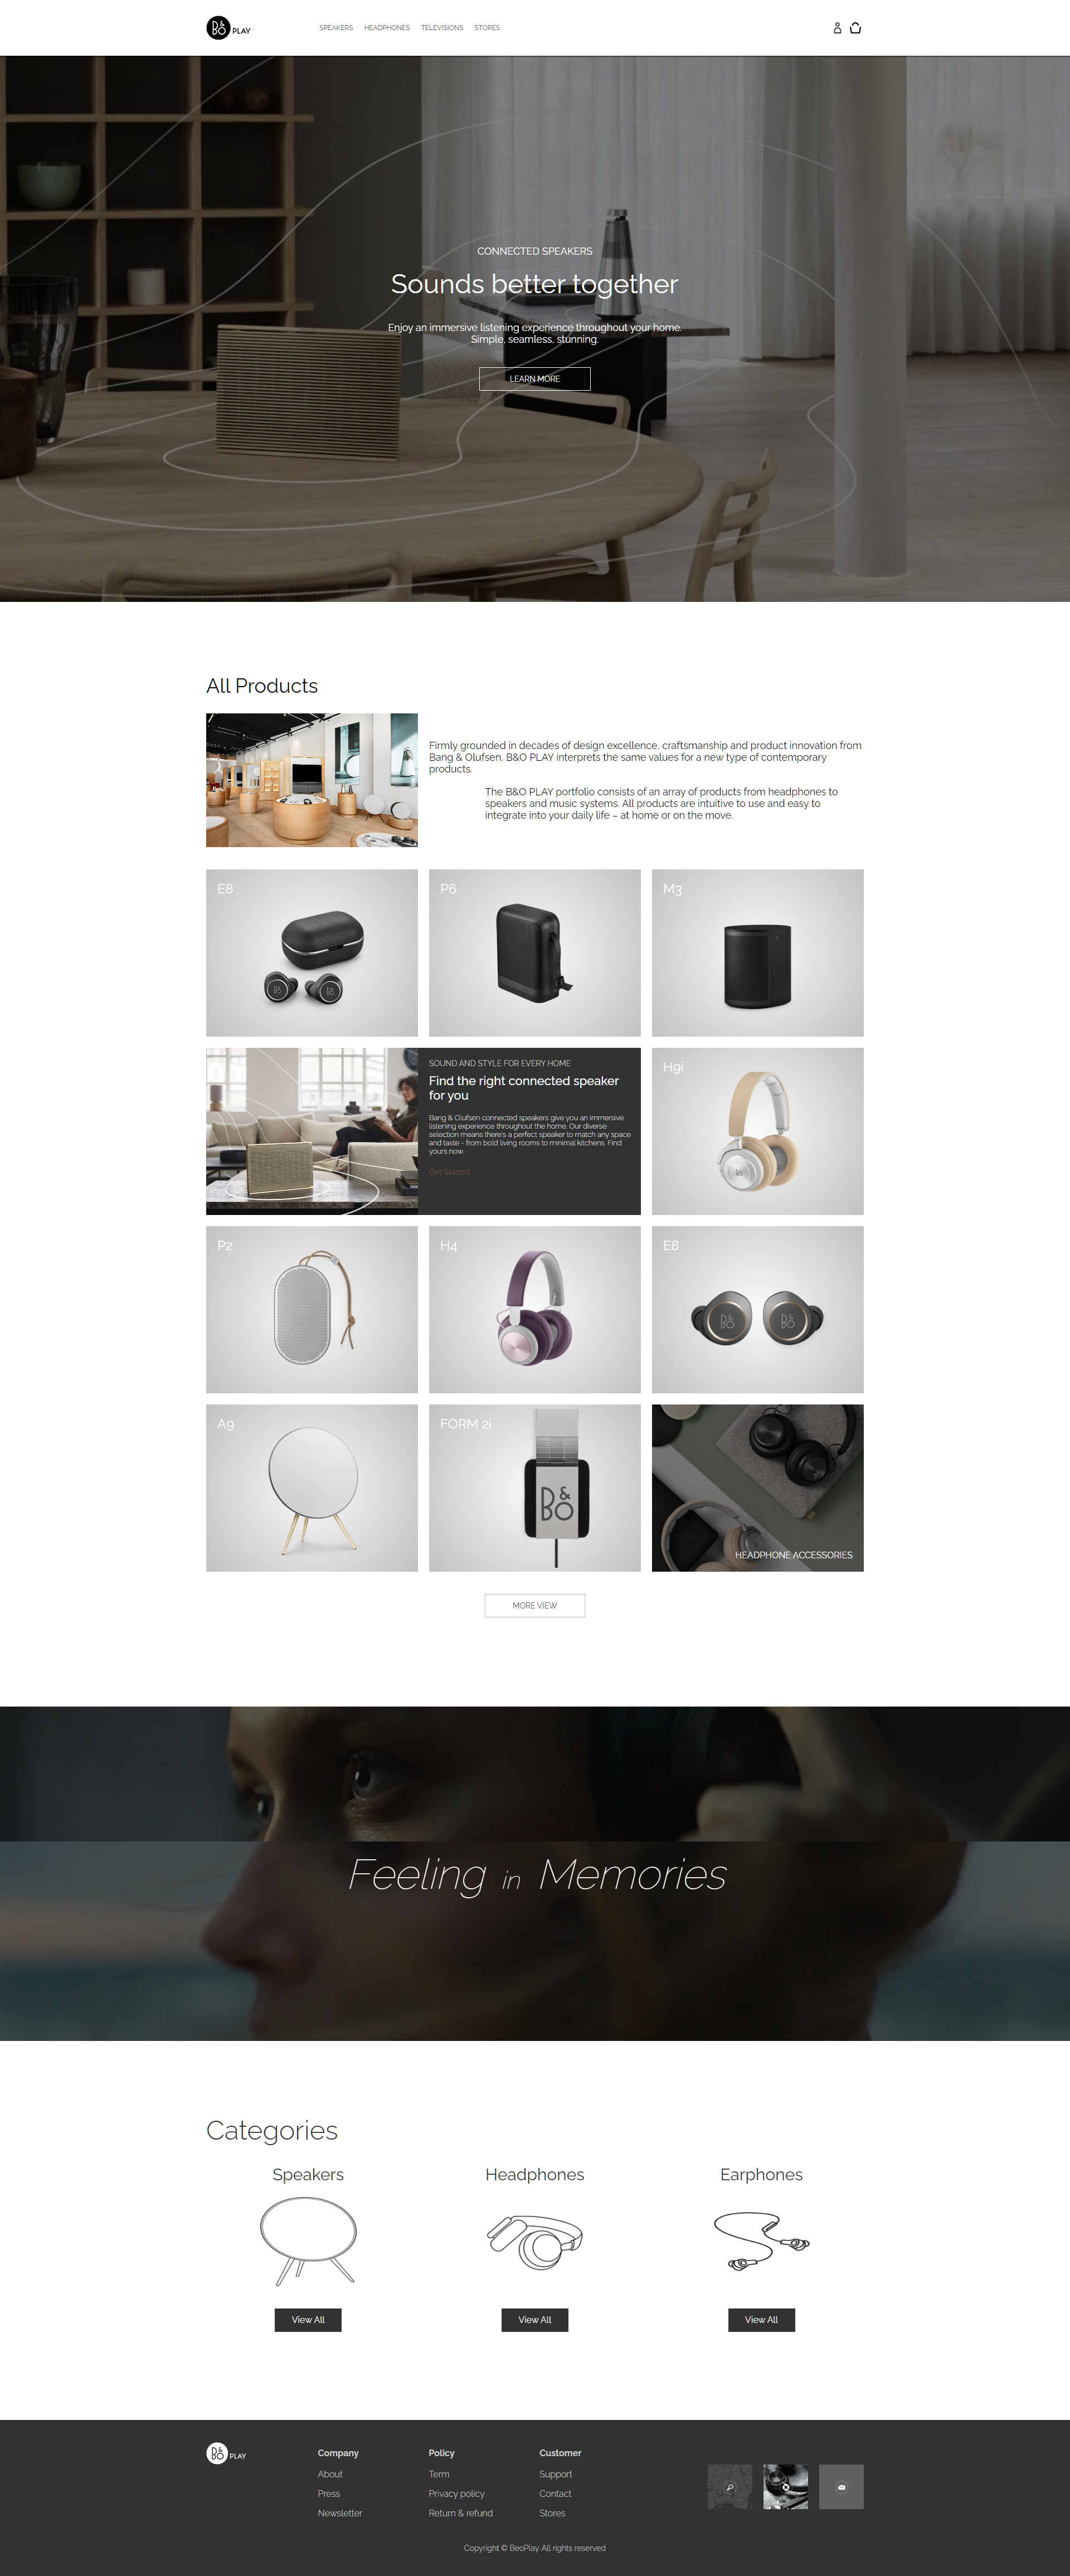 B&O PLAY
SPEAKERS HEADPHONES TELEVISIONS STORES
CONNECTED SPEAKERS
Sounds better together
Enjoy an immersive listening experience throughout your home.
Simple, seamless, stunning.
LEARN MORE
All Products
Firmly grounded in decades of design excellence, craftsmanship and product innovation from
Bang & Olufsen, B&O PLAY interprets the same values for a new type of contemporary
products.
The B&O PLAY portfolio consists of an array of products from headphones to
speakers and music systems. All products are intuitive to use and easy to
integrate into your daily life – at home or on the move.
E8
B&O B&O
P6
M3
SOUND AND STYLE FOR EVERY HOME
Find the right connected speaker
for you
Bang & Olufsen connected speakers give you an immersive
listening experience throughout the home. Our diverse
selection means there's a perfect speaker to match any space
and taste - from bold living rooms to minimal kitchens. Find
yours now.
Get Started
H9i
B&O
P2
H4
E8
B&O B&O
A9
FORM 2i
B&O
HEADPHONE ACCESSORIES
MORE VIEW
Feeling in Memories
Categories
Speakers
Headphones
Earphones
View All
View All
View All
B&O PLAY
Company
About
Press
Newsletter
Policy
Term
Privacy policy
Return & refund
Customer
Support
Contact
Stores
Copyright © BeoPlay. All rights reserved